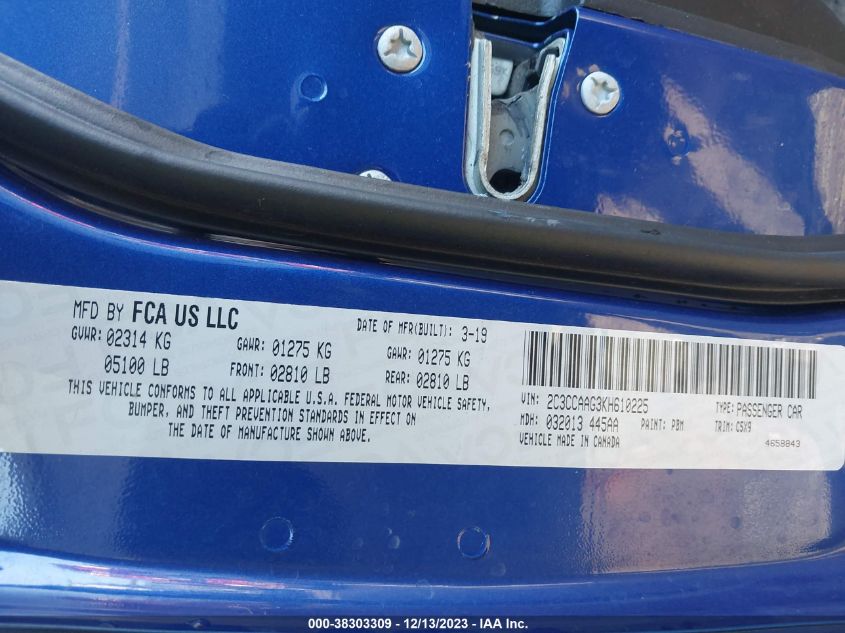 MFD BY FCA US LLC
DATE OF MFR(BUILT): 3-19
GVWR: 02314 KG GAWR: 01275 KG GAWR: 01275 KG
05100 LB FRONT: 02810 LB REAR: 02810 LB
THIS VEHICLE CONFORMS TO ALL APPLICABLE U.S.A. FEDERAL MOTOR VEHICLE SAFETY,
BUMPER, AND THEFT PREVENTION STANDARDS IN EFFECT ON
THE DATE OF MANUFACTURE SHOWN ABOVE.
VIN: 2C3CCAAG3KH610225 TYPE: PASSENGER CAR
MDH: 032013 445AA PAINT: PBM TRIM: C5X9
VEHICLE MADE IN CANADA 4658843
000-38303309 - 12/13/2023 - IAA Inc.